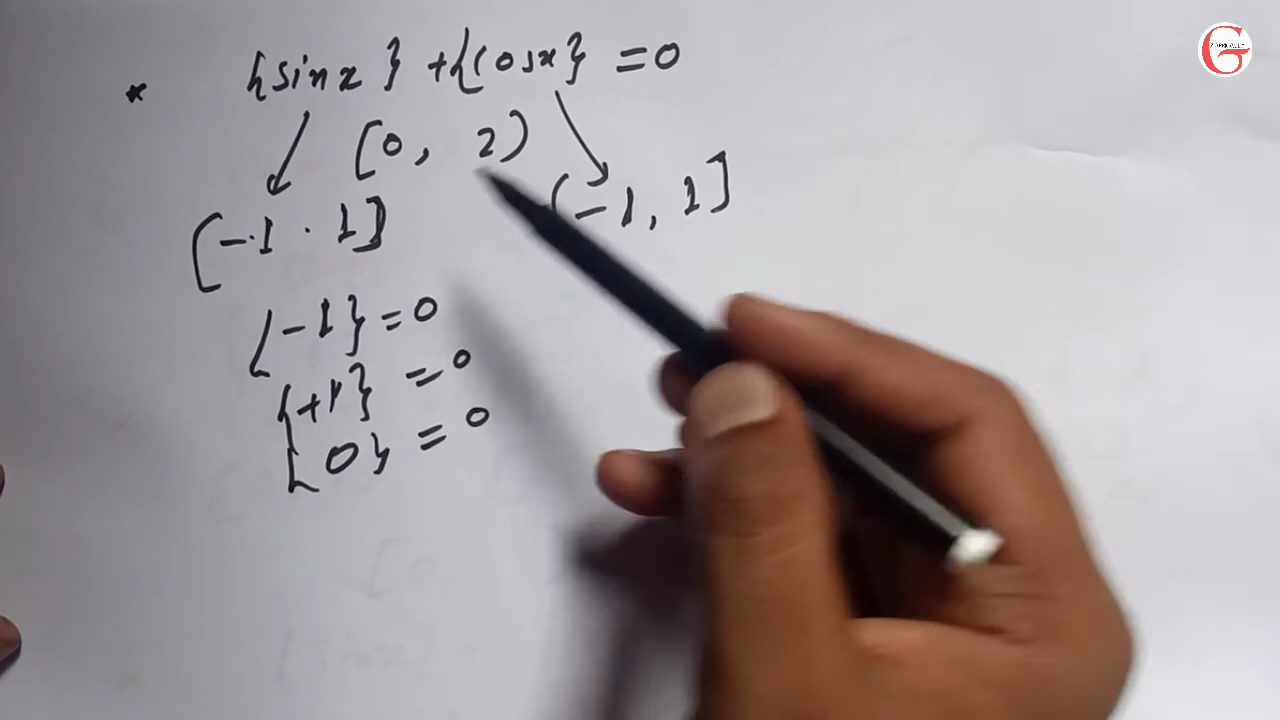 * {sin x} + {cos x} = 0
[0, 2)
[-1 . 1] [-1, 1]
{-1} = 0
{+1} = 0
{0} = 0